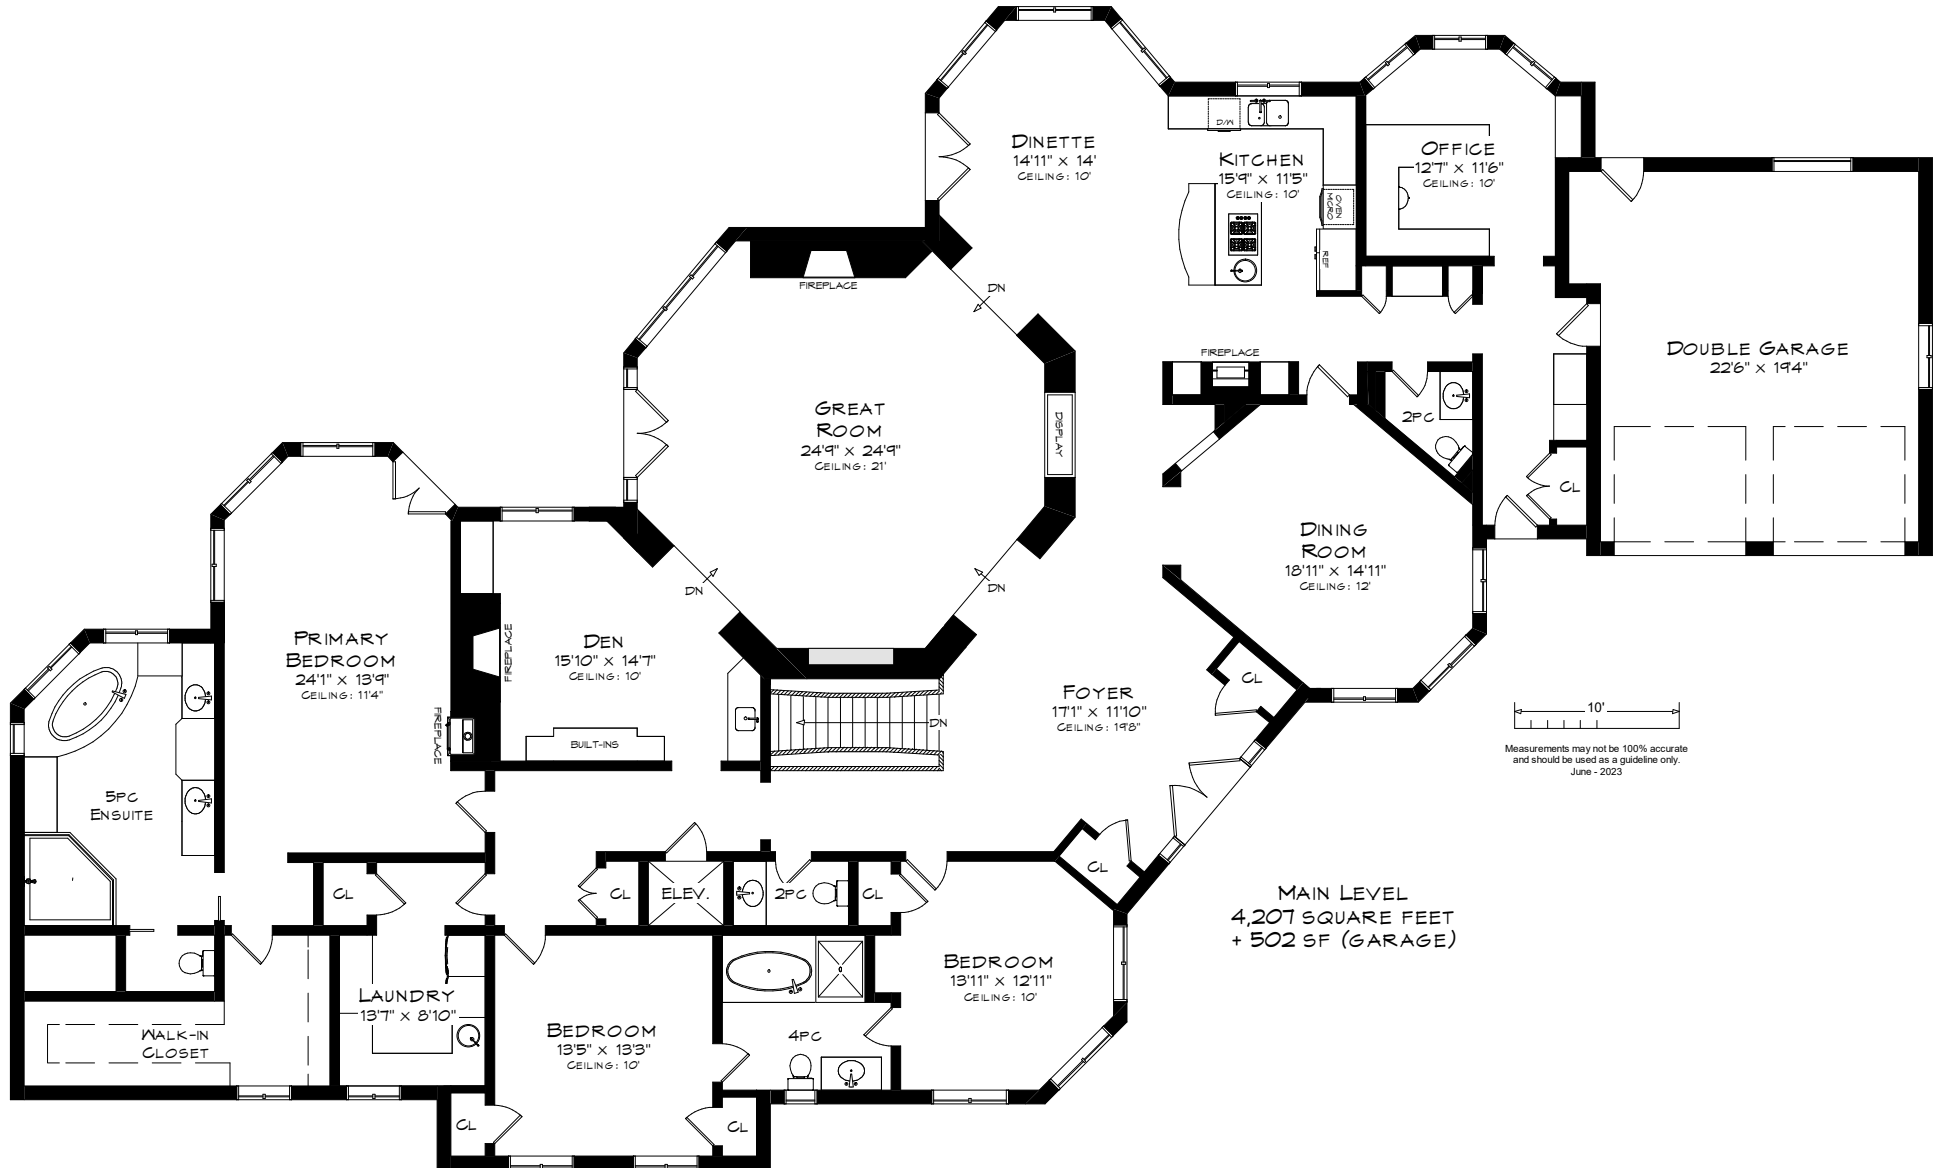 DINETTE
14'11" x 14'
CEILING: 10'
D/W
KITCHEN
15'9" x 11'5"
CEILING: 10'
OVEN
MICRO
REF
OFFICE
12'7" x 11'6"
CEILING: 10'
FIREPLACE
DN
GREAT
ROOM
24'9" x 24'9"
CEILING: 21'
DISPLAY
DN
DN
FIREPLACE
2PC
DOUBLE GARAGE
22'6" x 19'4"
CL
DINING
ROOM
18'11" x 14'11"
CEILING: 12'
PRIMARY
BEDROOM
24'1" x 13'9"
CEILING: 11'4"
FIREPLACE
FIREPLACE
DEN
15'10" x 14'7"
CEILING: 10'
BUILT-INS
DN
FOYER
17'1" x 11'10"
CEILING: 19'8"
CL
CL
10'
Measurements may not be 100% accurate
and should be used as a guideline only.
June - 2023
5PC
ENSUITE
CL
CL
ELEV.
2PC
CL
MAIN LEVEL
4,207 SQUARE FEET
+ 502 SF (GARAGE)
WALK-IN
CLOSET
LAUNDRY
13'7" x 8'10"
BEDROOM
13'5" x 13'3"
CEILING: 10'
4PC
BEDROOM
13'11" x 12'11"
CEILING: 10'
CL
CL